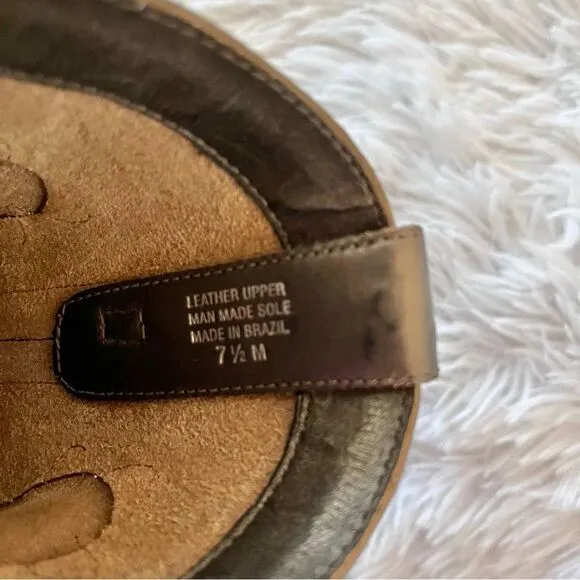 LEATHER UPPER
MAN MADE SOLE
MADE IN BRAZIL
7 ½ M